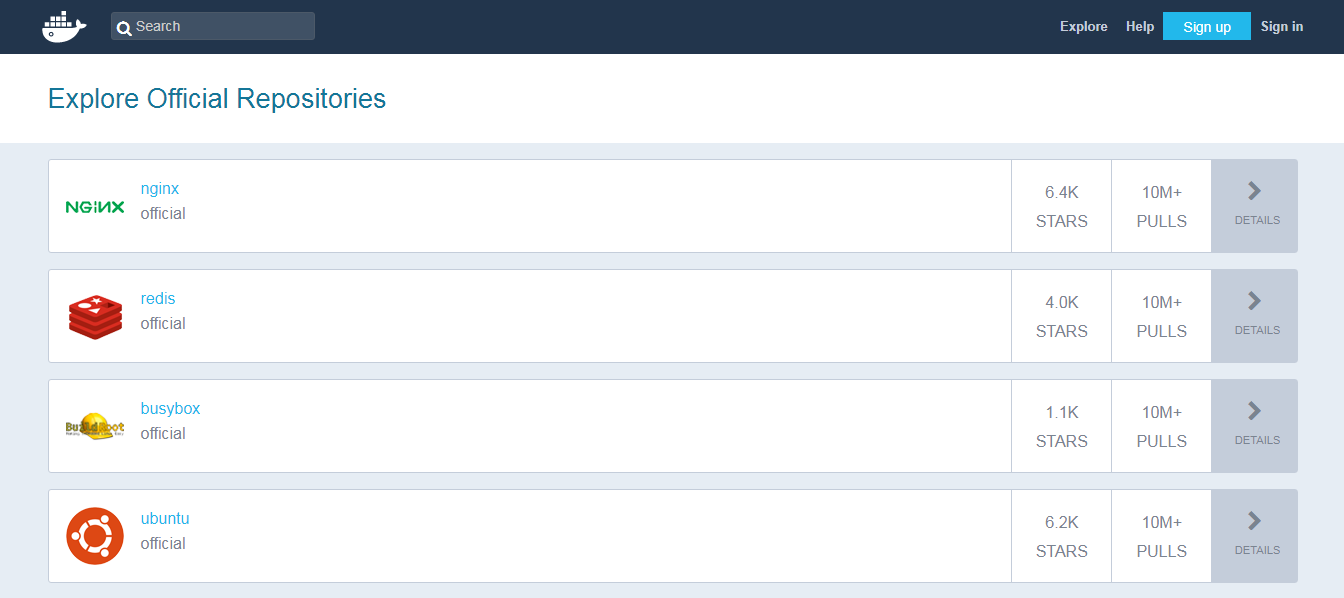 Search
Explore Help Sign up Sign in
Explore Official Repositories
NGINX
nginx
official
6.4K
STARS
10M+
PULLS
DETAILS
redis
official
4.0K
STARS
10M+
PULLS
DETAILS
busybox
official
1.1K
STARS
10M+
PULLS
DETAILS
ubuntu
official
6.2K
STARS
10M+
PULLS
DETAILS